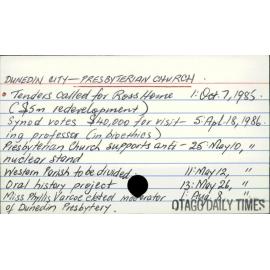 DUNEDIN CITY - PRESBYTERIAN CHURCH.
• Tenders called for Ross Home 1: Oct. 7, 1985.
($5m redevelopment)
Synod votes $40,000 for visit- 5: Apl. 18, 1986.
ing professor (in bioethics)
Presbyterian Church supports anti- 25: May 10, "
nuclear stand
Western Parish to be divided. 11: May 12, "
Oral history project 13: May 26, "
Miss Phyllis Varcoe elected moderator 1: Aug. 8, "
of Dunedin Presbytery.
OTAGO DAILY TIMES